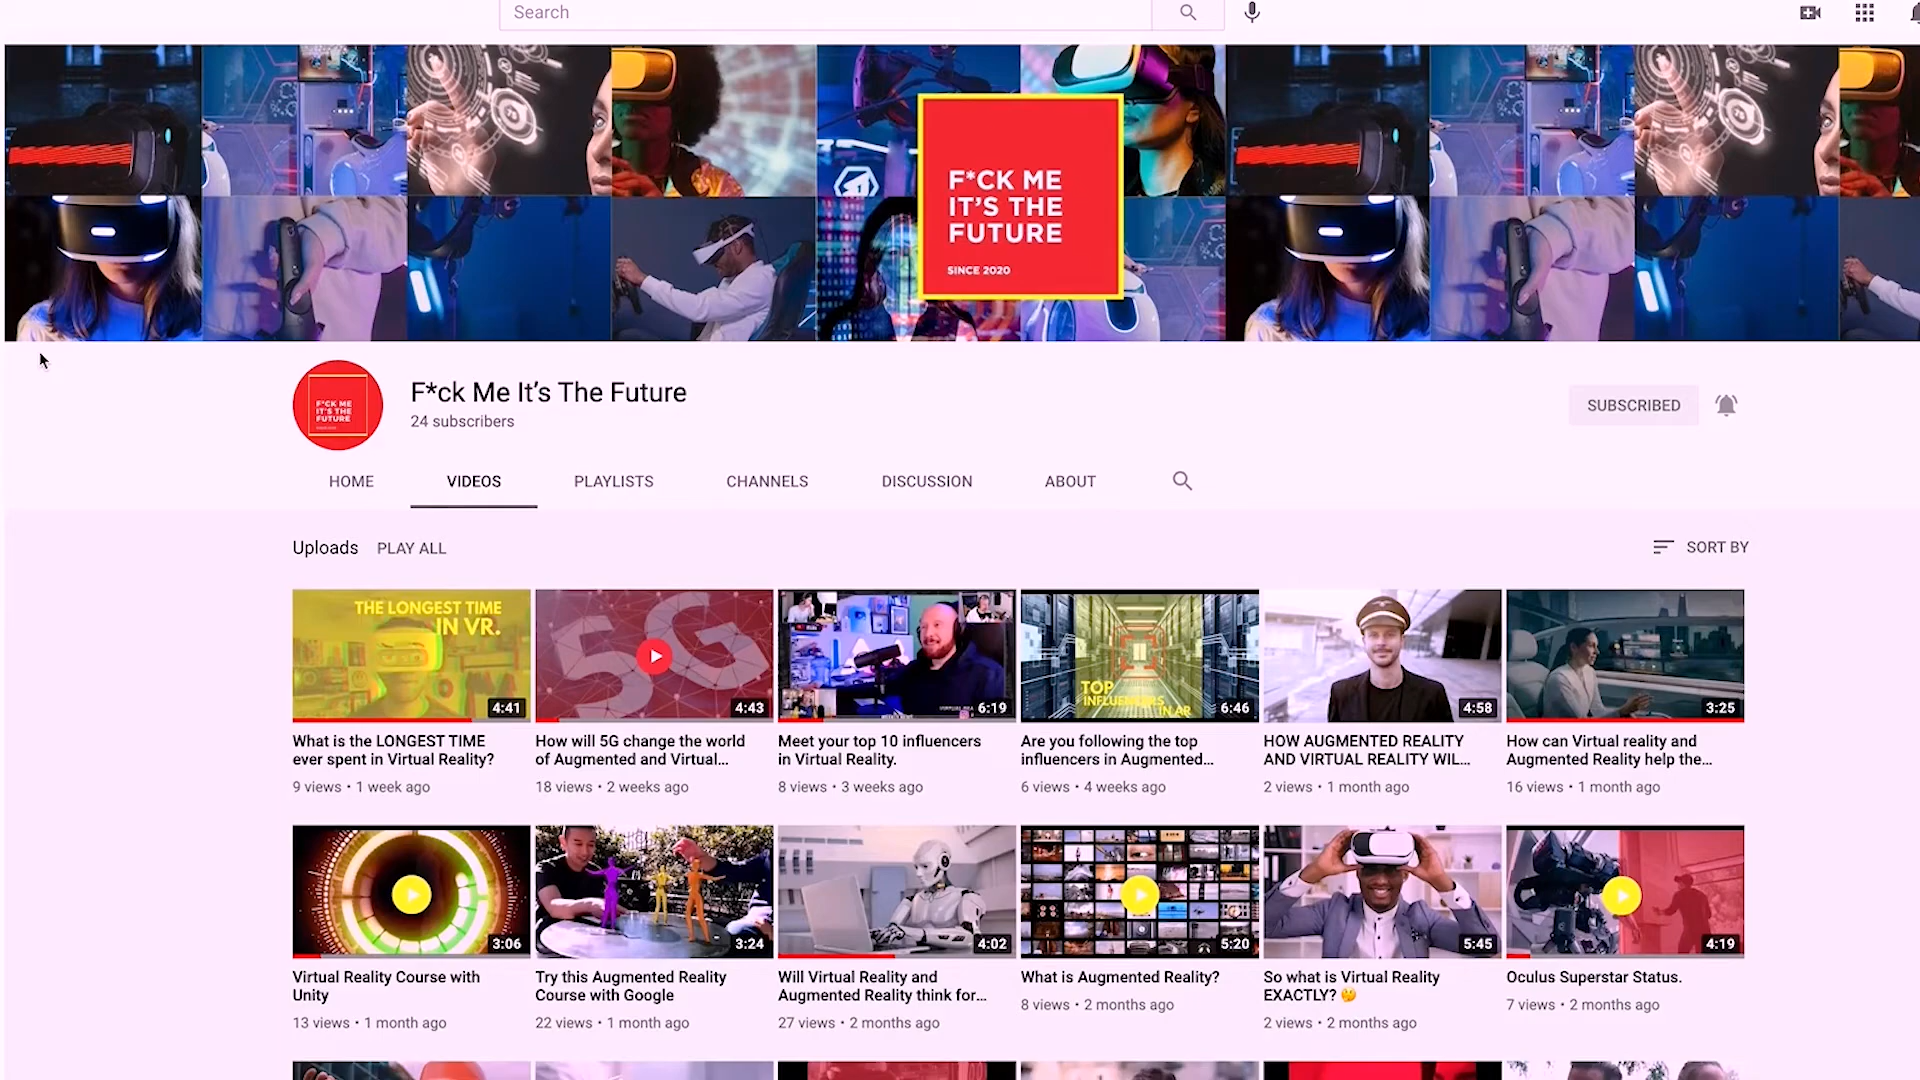 Search
F*CK ME
IT'S THE
FUTURE
SINCE 2020
F*CK ME
IT'S THE
FUTURE
F*ck Me It’s The Future
24 subscribers
SUBSCRIBED
HOME
VIDEOS
PLAYLISTS
CHANNELS
DISCUSSION
ABOUT
Uploads
PLAY ALL
SORT BY
THE LONGEST TIME
IN VR.
4:41
5G
4:43
6:19
TOP
INFLUENCERS
IN AR
6:46
4:58
3:25
What is the LONGEST TIME
ever spent in Virtual Reality?
9 views • 1 week ago
How will 5G change the world
of Augmented and Virtual...
18 views • 2 weeks ago
Meet your top 10 influencers
in Virtual Reality.
8 views • 3 weeks ago
Are you following the top
influencers in Augmented...
6 views • 4 weeks ago
HOW AUGMENTED REALITY
AND VIRTUAL REALITY WIL...
2 views • 1 month ago
How can Virtual reality and
Augmented Reality help the...
16 views • 1 month ago
3:06
3:24
4:02
5:20
5:45
4:19
Virtual Reality Course with
Unity
13 views • 1 month ago
Try this Augmented Reality
Course with Google
22 views • 1 month ago
Will Virtual Reality and
Augmented Reality think for...
27 views • 2 months ago
What is Augmented Reality?
8 views • 2 months ago
So what is Virtual Reality
EXACTLY? 🤔
2 views • 2 months ago
Oculus Superstar Status.
7 views • 2 months ago